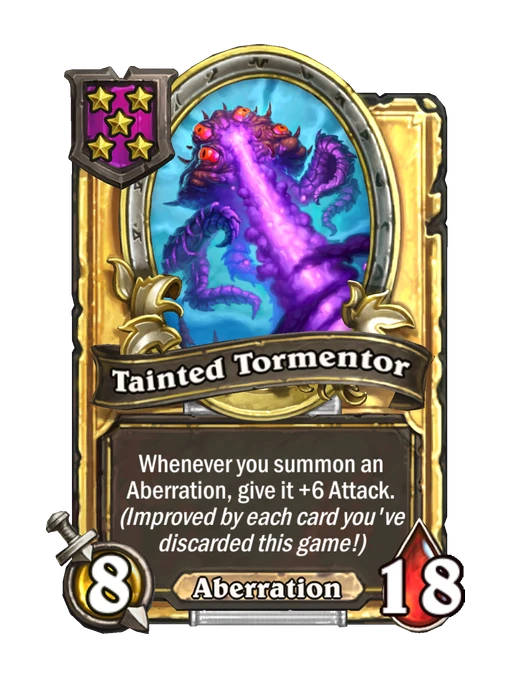 Tainted Tormentor
Whenever you summon an
Aberration, give it +6 Attack.
(Improved by each card you've
discarded this game!)
8
Aberration
18